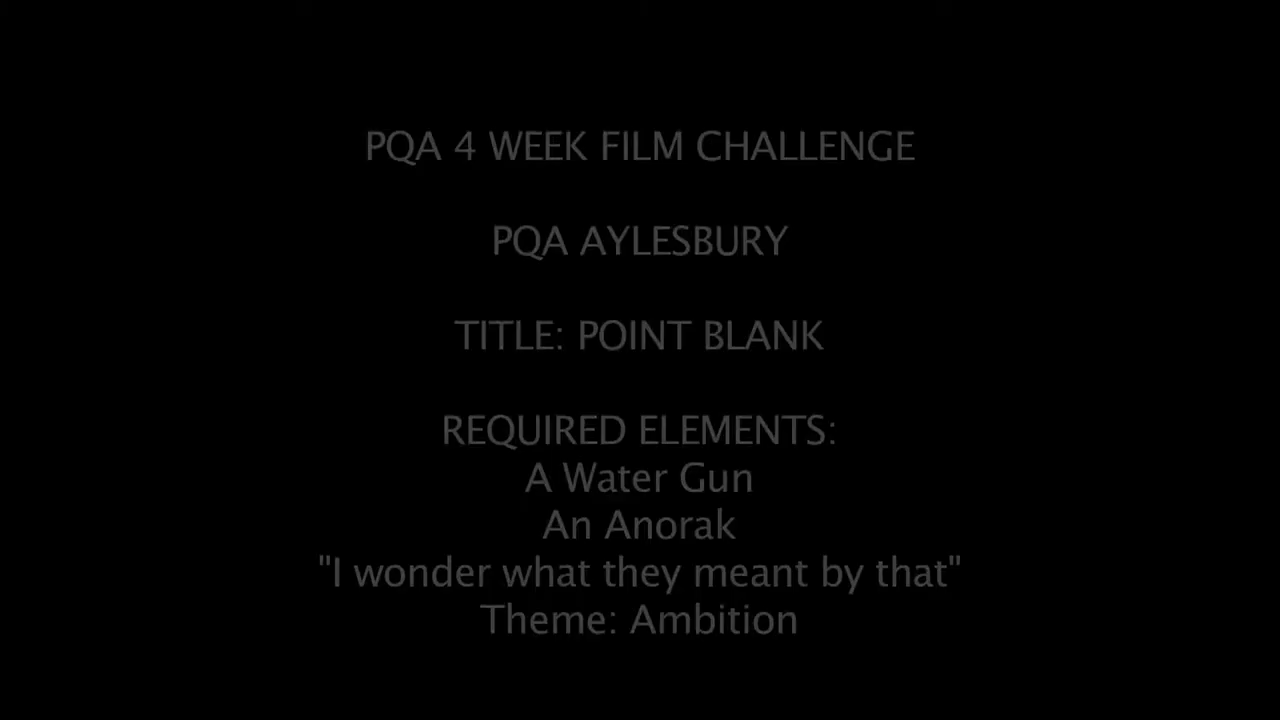 PQA 4 WEEK FILM CHALLENGE
PQA AYLESBURY
TITLE: POINT BLANK
REQUIRED ELEMENTS:
A Water Gun
An Anorak
"I wonder what they meant by that"
Theme: Ambition